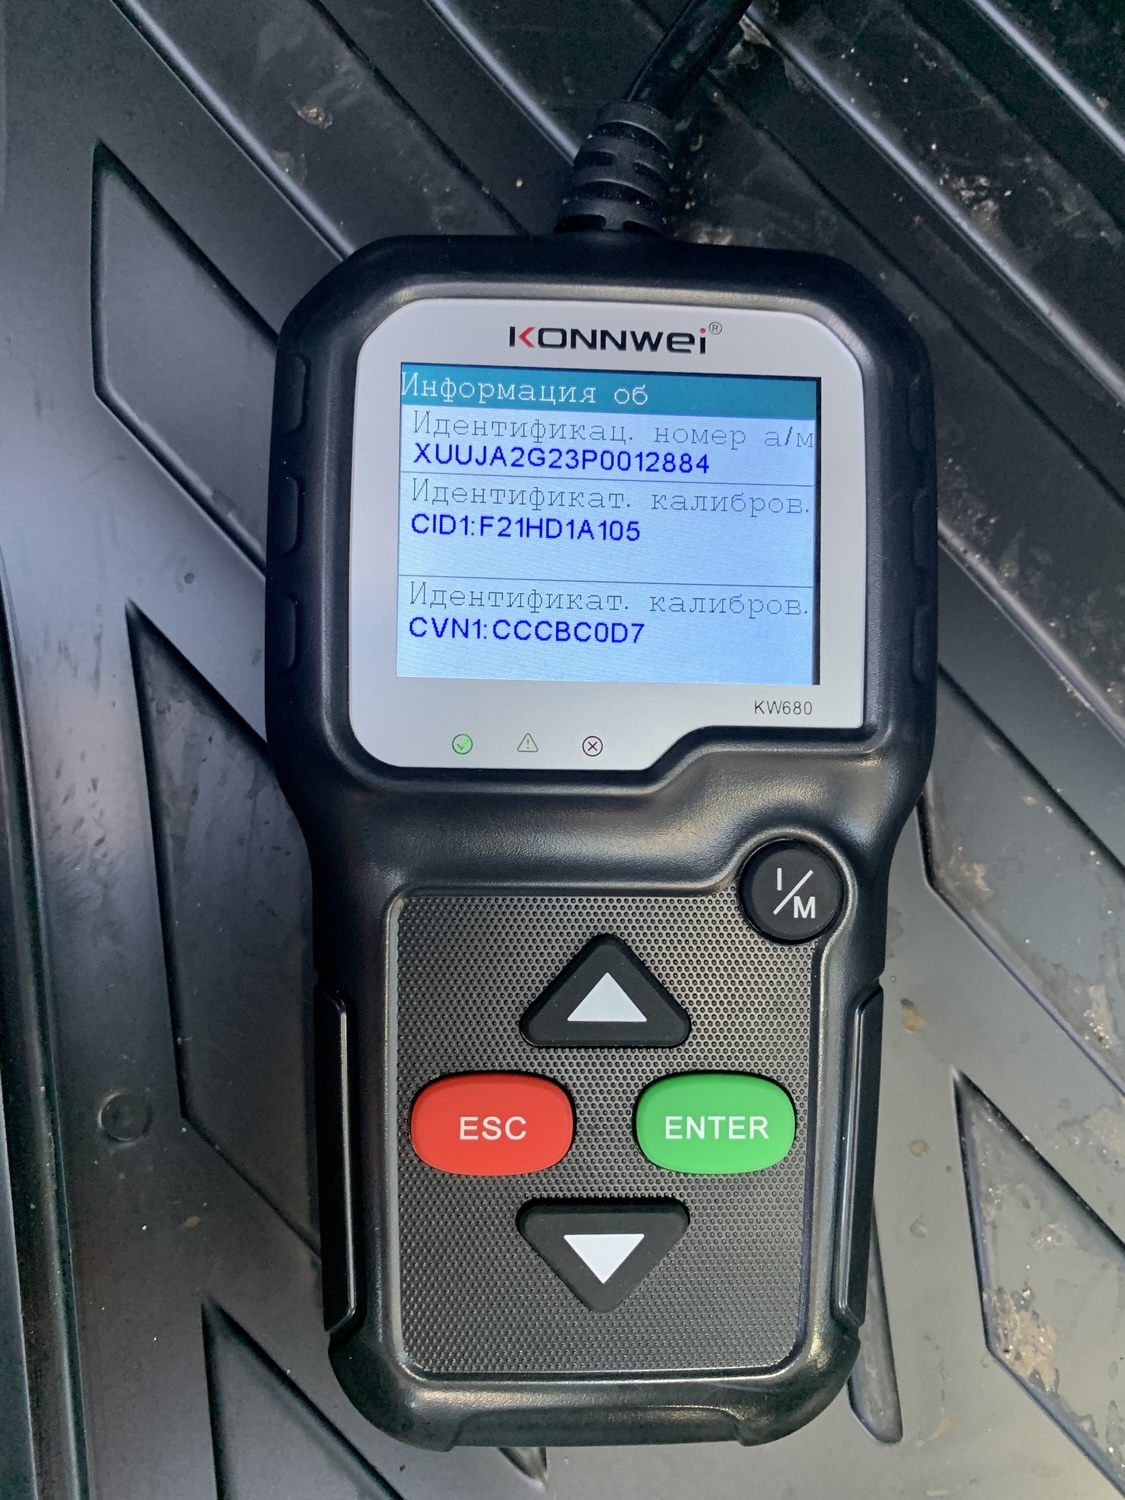 KONNWEI®
Информация об
Идентификац. номер а/м
XUUJA2G23P0012884
Идентификат. калибров.
CID1:F21HD1A105
Идентификат. калибров.
CVN1:CCCBC0D7
KW680
I/M
ESC
ENTER